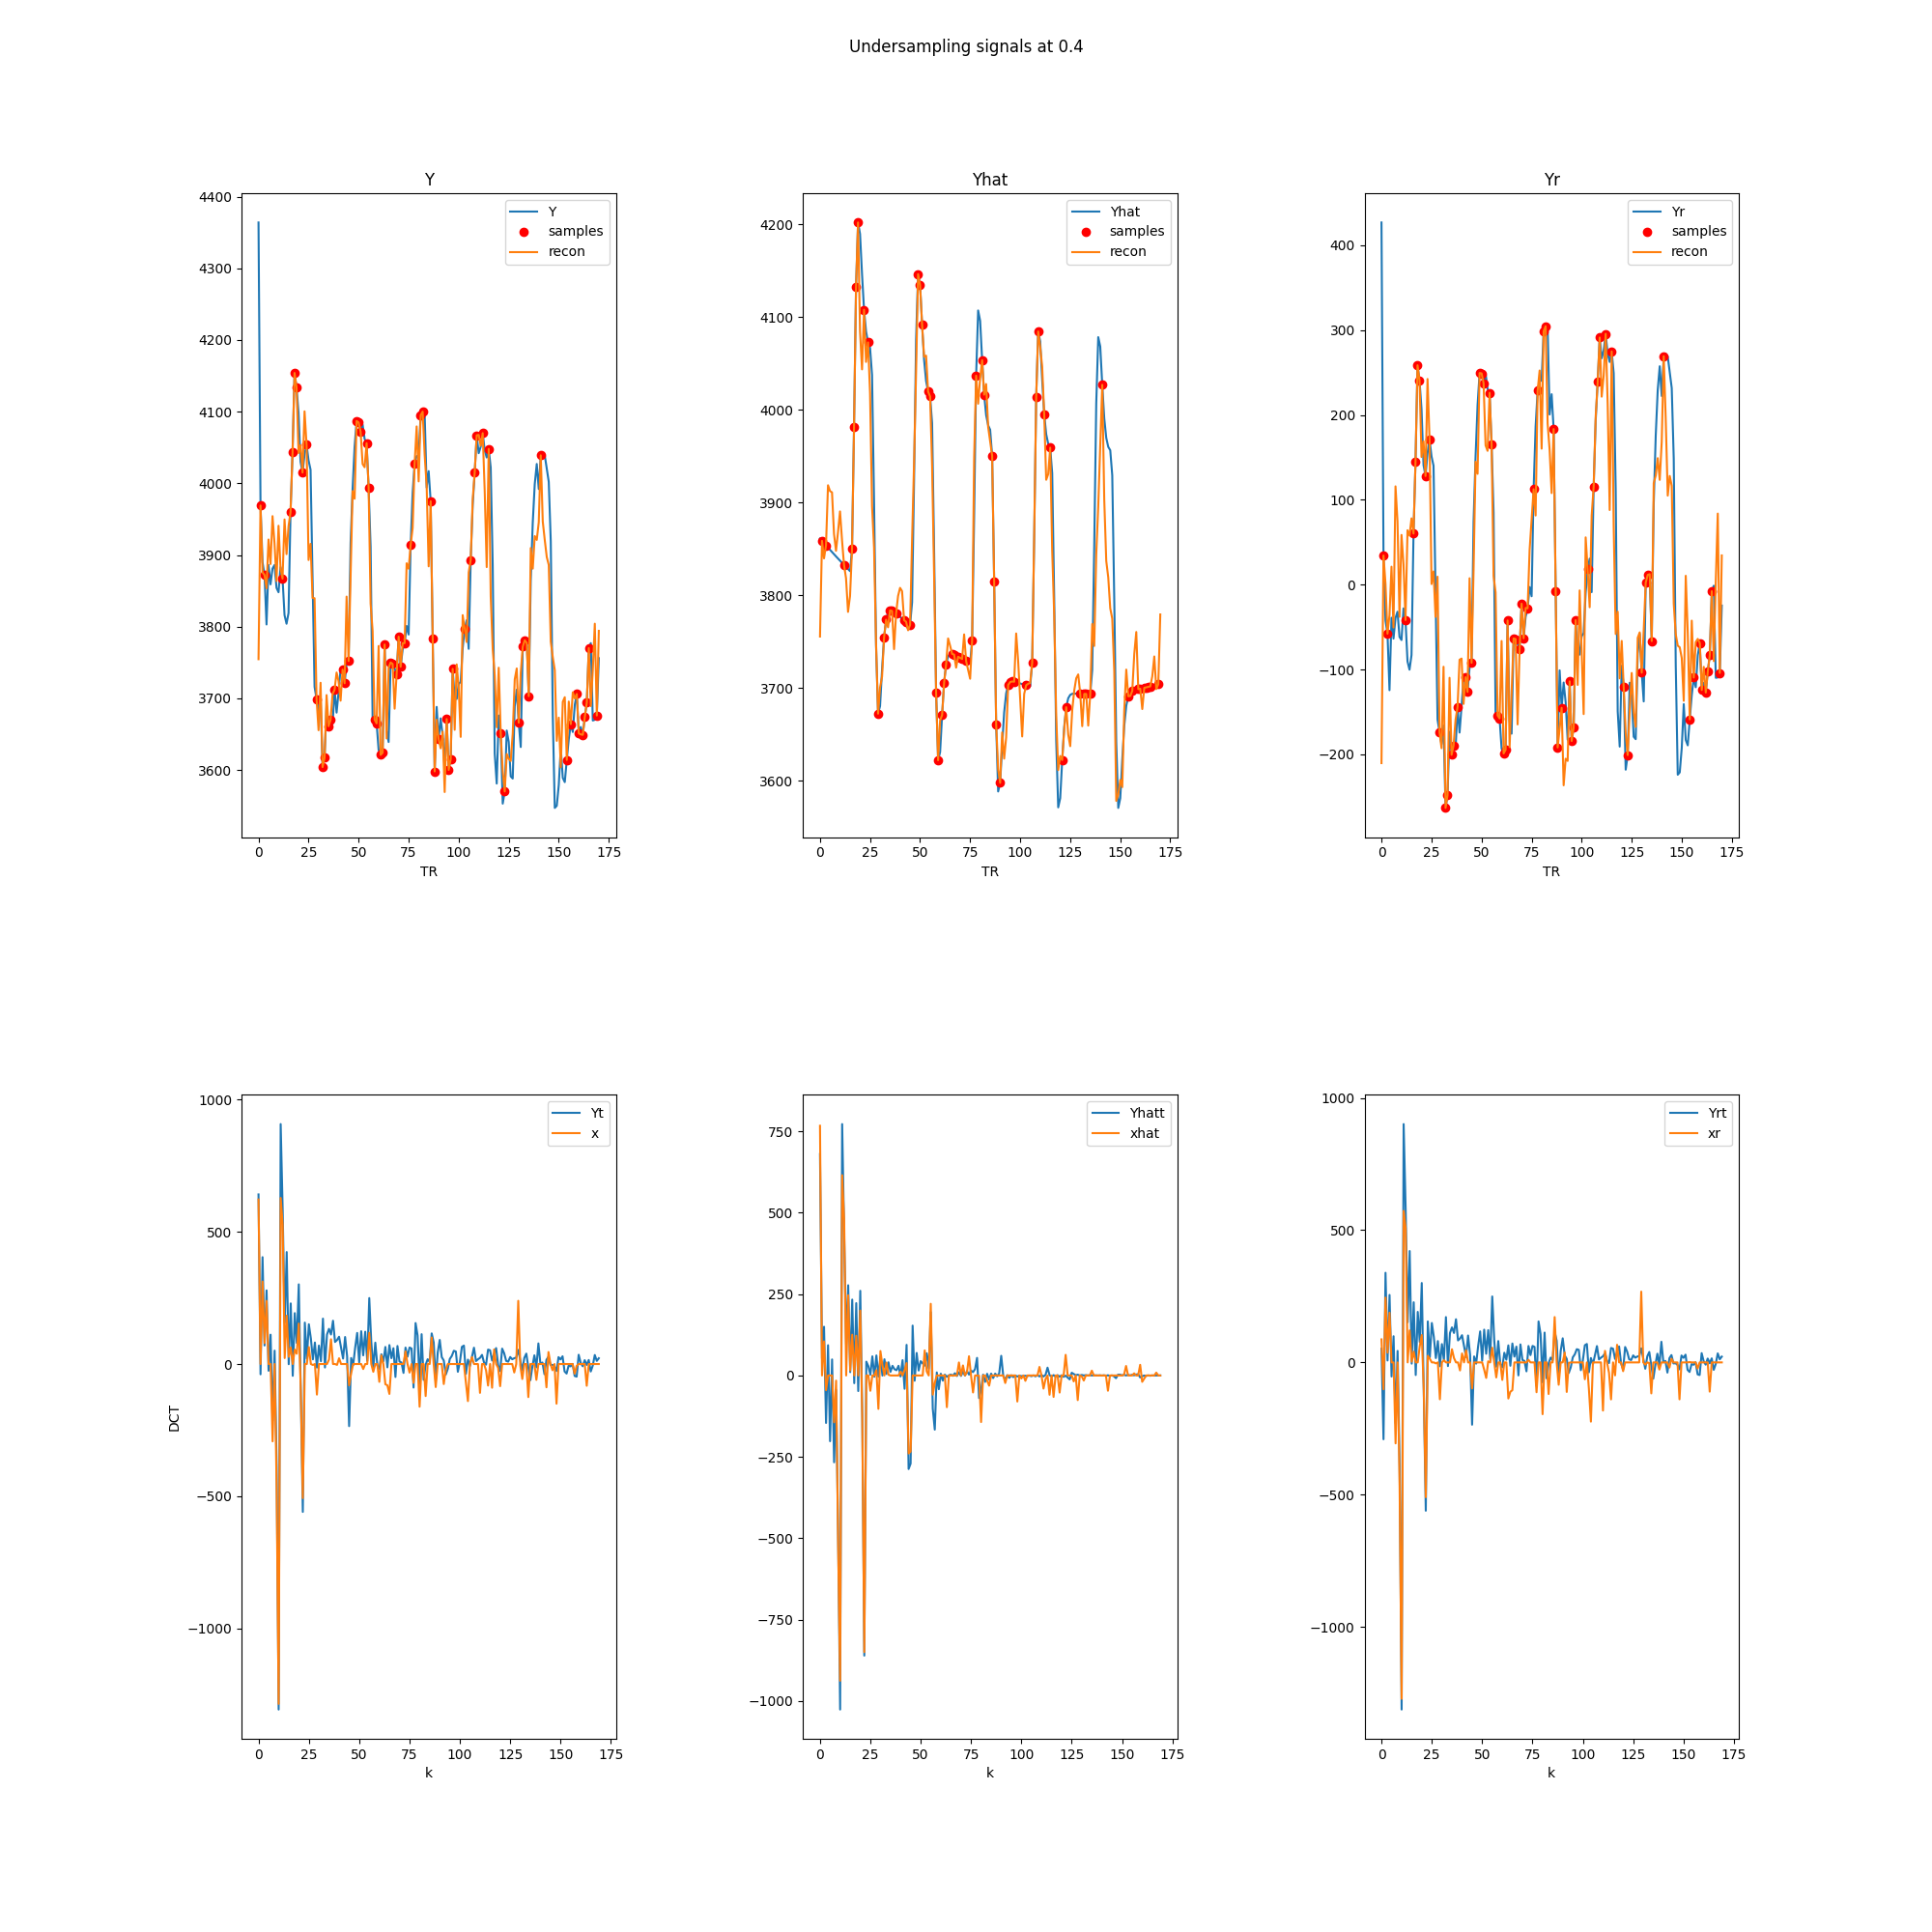 Undersampling signals at 0.4
Y
4400
4300
4200
4100
4000
3900
3800
3700
3600
0 25 50 75 100 125 150 175
TR
Y
samples
recon
Yhat
4200
4100
4000
3900
3800
3700
3600
0 25 50 75 100 125 150 175
TR
Yhat
samples
recon
Yr
400
300
200
100
0
−100
−200
0 25 50 75 100 125 150 175
TR
Yr
samples
recon
DCT
1000
500
0
−500
−1000
0 25 50 75 100 125 150 175
k
Yt
x
750
500
250
0
−250
−500
−750
−1000
0 25 50 75 100 125 150 175
k
Yhatt
xhat
1000
500
0
−500
−1000
0 25 50 75 100 125 150 175
k
Yrt
xr